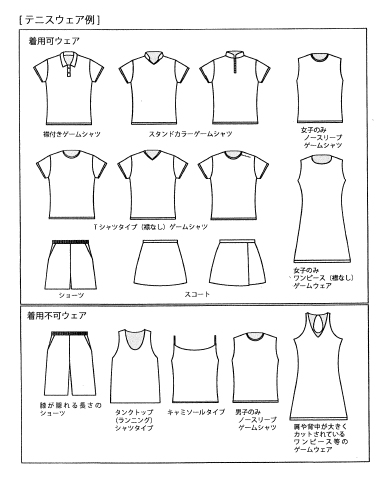 [ テニスウェア例 ]
着用可ウェア
襟付きゲームシャツ
スタンドカラーゲームシャツ
女子のみ
ノースリーブ
ゲームシャツ
Tシャツタイプ（襟なし）ゲームシャツ
女子のみ
ワンピース（襟なし）
ゲームウェア
ショーツ
スコート
着用不可ウェア
膝が隠れる長さの
ショーツ
タンクトップ
(ランニング)
シャツタイプ
キャミソールタイプ
男子のみ
ノースリーブ
ゲームシャツ
肩や背中が大きく
カットされている
ワンピース等の
ゲームウェア